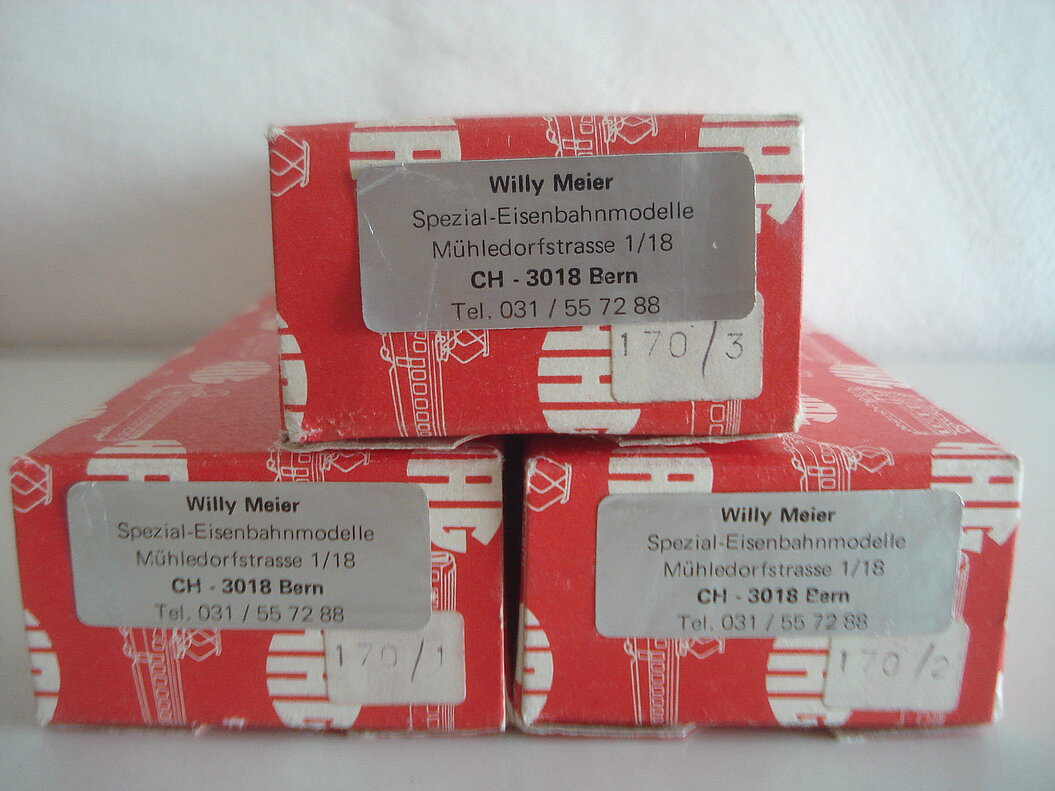 Willy Meier
Spezial-Eisenbahnmodelle
Mühledorfstrasse 1/18
CH - 3018 Bern
Tel. 031 / 55 72 88
170/3
Willy Meier
Spezial-Eisenbahnmodelle
Mühledorfstrasse 1/18
CH - 3018 Bern
Tel. 031 / 55 72 88
170/1
Willy Meier
Spezial-Eisenbahnmodelle
Mühledorfstrasse 1/18
CH - 3018 Bern
Tel. 031 / 55 72 88
170/2